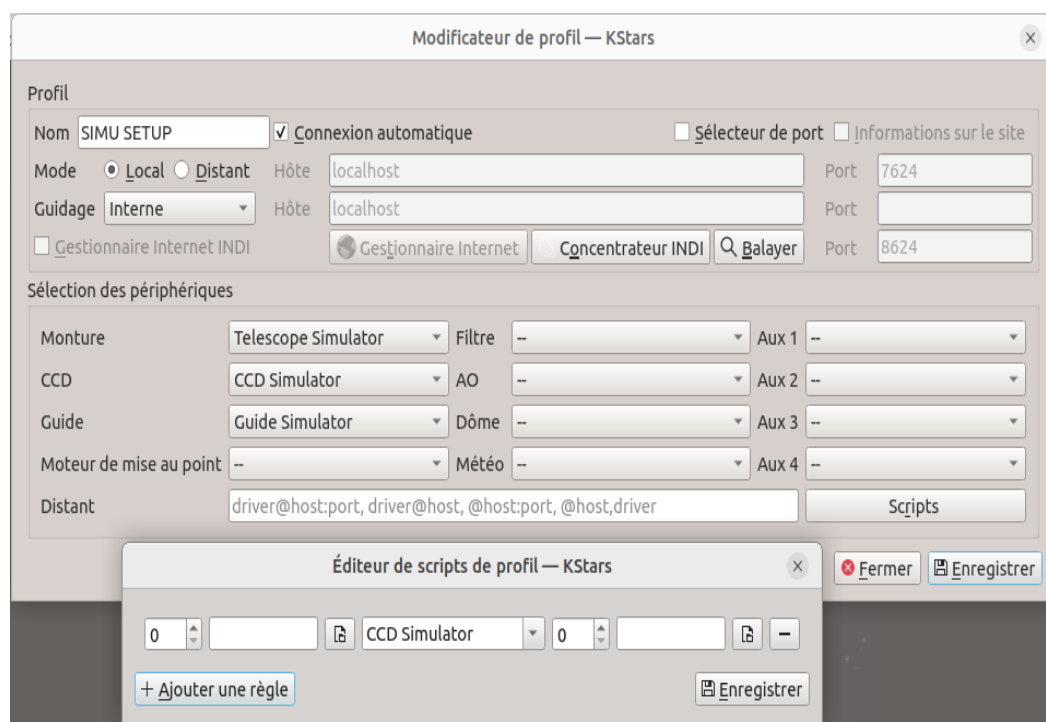 Modificateur de profil — KStars
Profil
Nom SIMU SETUP Connexion automatique Sélecteur de port Informations sur le site
Mode Local Distant Hôte localhost Port 7624
Guidage Interne Hôte localhost Port
Gestionnaire Internet INDI Gestionnaire Internet Concentrateur INDI Balayer Port 8624
Sélection des périphériques
Monture Telescope Simulator Filtre -- Aux 1 --
CCD CCD Simulator AO -- Aux 2 --
Guide Guide Simulator Dôme -- Aux 3 --
Moteur de mise au point -- Météo -- Aux 4 --
Distant driver@host:port, driver@host, @host:port, @host,driver Scripts
Fermer Enregistrer
Éditeur de scripts de profil — KStars
0 CCD Simulator 0
+ Ajouter une règle Enregistrer